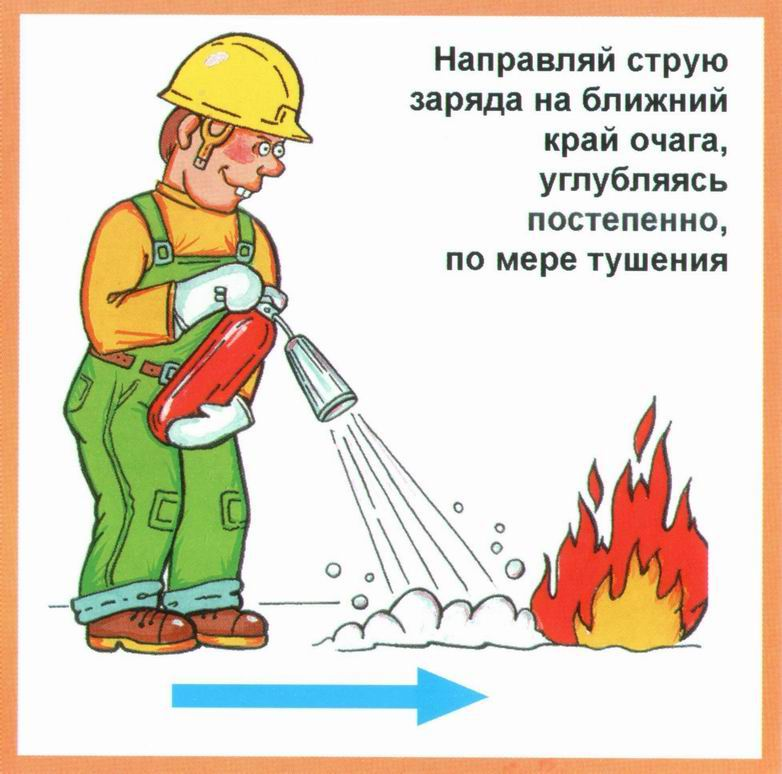 Направляй струю
заряда на ближний
край очага,
углубляясь
постепенно,
по мере тушения